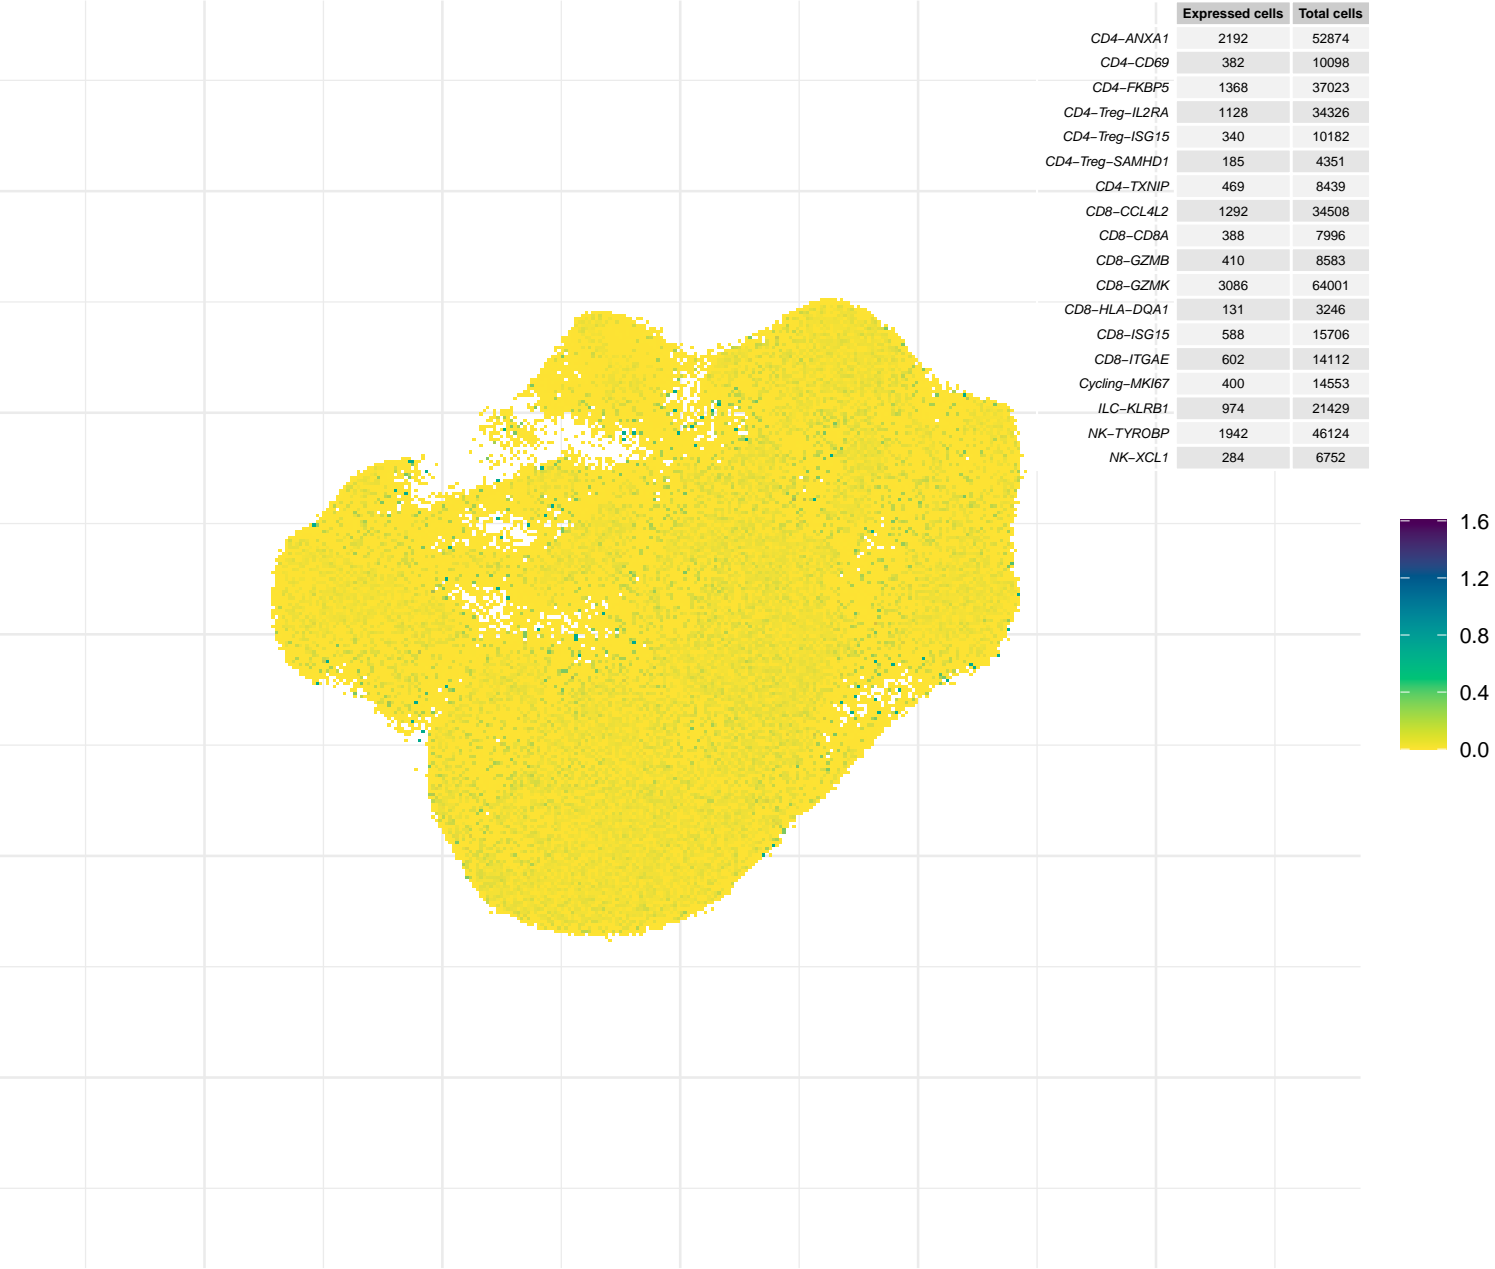 Expressed cells Total cells
CD4−ANXA1 2192 52874
CD4−CD69 382 10098
CD4−FKBP5 1368 37023
CD4−Treg−IL2RA 1128 34326
CD4−Treg−ISG15 340 10182
CD4−Treg−SAMHD1 185 4351
CD4−TXNIP 469 8439
CD8−CCL4L2 1292 34508
CD8−CD8A 388 7996
CD8−GZMB 410 8583
CD8−GZMK 3086 64001
CD8−HLA−DQA1 131 3246
CD8−ISG15 588 15706
CD8−ITGAE 602 14112
Cycling−MKI67 400 14553
ILC−KLRB1 974 21429
NK−TYROBP 1942 46124
NK−XCL1 284 6752
1.6
1.2
0.8
0.4
0.0